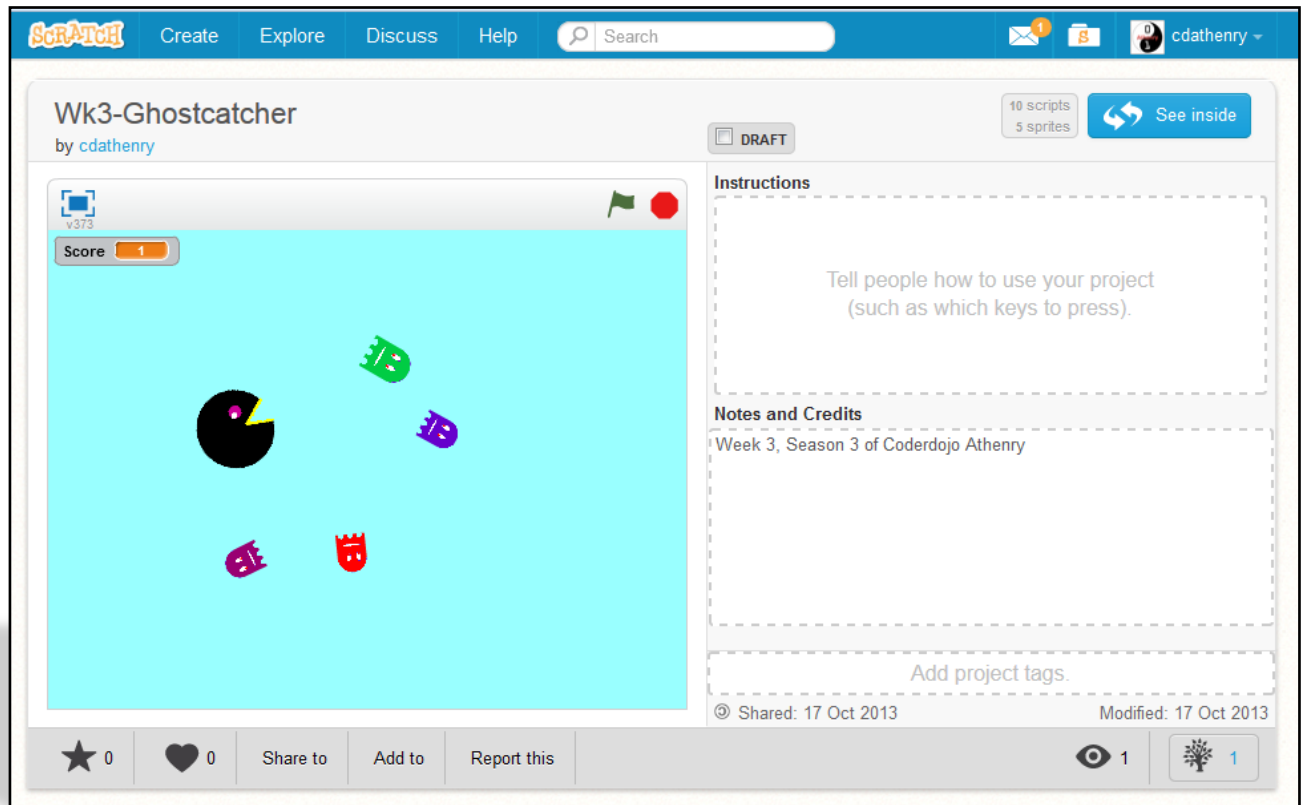 SCRATCH Create Explore Discuss Help Search 1 S cdathenry
Wk3-Ghostcatcher
by cdathenry
DRAFT
10 scripts
5 sprites
See inside
v373
Score 1
Instructions
Tell people how to use your project
(such as which keys to press).
Notes and Credits
Week 3, Season 3 of Coderdojo Athenry
Add project tags.
Shared: 17 Oct 2013 Modified: 17 Oct 2013
0 0 Share to Add to Report this 1 1